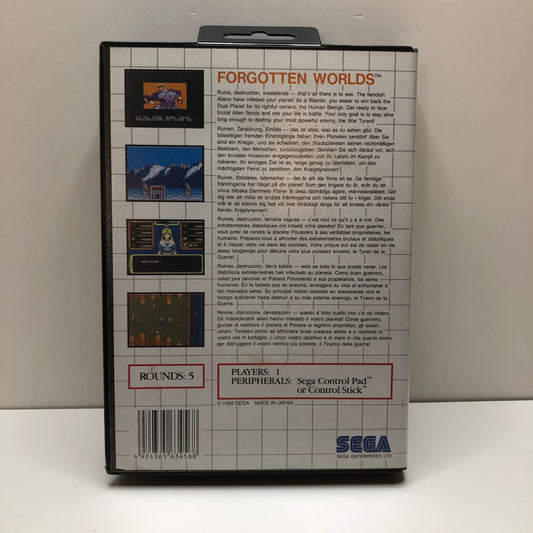 FORGOTTEN WORLDS™
Ruins, destruction, wastelands — that's all there is to see. The fiendish
Aliens have infested your planet! As a Warrior, you swear to win back the
Dust Planet for its rightful owners, the Human Beings. Get ready to face
brutal Alien fiends and risk your life in battle. Your only goal is to stay alive
long enough to destroy your most powerful enemy, the War Tyrant!
Ruinen, Zerstörung, Einöde — das ist alles, was es zu sehen gibt. Die
böswilligen fremden Eindringlinge haben Ihren Planeten zerstört! Aber Sie
sind ein Krieger, und sie schwören, den Staubplaneten seinen rechtmäßigen
Besitzern, den Menschen, zurückzugeben. Bereiten Sie sich darauf vor, sich
den brutalen Invasoren entgegenzustellen und Ihr Leben im Kampf zu
riskieren. Ihr einziges Ziel ist es, lange genug zu überleben, um den
mächtigsten Feind zu zerstören, den Kriegstyrannen!
Ruiner, förödelse, ödemarker — det är allt där finns att se. De fientliga
främlingarna har härjat på din planet! Som den krigare du är, svär du att
vinna tillbaka Dammets Planet åt dess rättmätiga ägare, människosläktet. Gör
dig klar att möta de brutala främlingarna och riskera ditt liv i krig! Ditt enda
mål är att klamra dig fast vid livet tillräckligt länge för att krossa din värsta
fiende, Krigstyrannen!
Ruines, destruction, terrains vagues — c'est tout ce qu'il y a à voir. Des
extraterrestres diaboliques ont infesté votre planète! En tant que guerrier,
vous jurez de rendre la planète Poussière à ses véritables propriétaires, les
humains. Préparez-vous à affronter des extraterrestres brutaux et diaboliques
et à risquer votre vie dans les combats. Votre unique but est de rester en vie
assez longtemps pour détruire votre plus puissant ennemi, le Tyran de la
Guerra!
Ruinas, destrucción, tierra baldía — esto es todo lo que puede verse. Los
diabólicos extraterrestres han infectado su planeta. Como buen guerrero,
usted jura devolver el Planeta Polvoriento a sus propietarios, los seres
humanos. En la batalla que se avecina, arriesgará su vida al enfrentarse a
tan malvados seres. Su principal misión consiste en mantenerse vivo el
tiempo suficiente hasta destruir a su más potente enemigo, el Tirano de la
Guerra.
Rovine, distruzione, devastazioni — questo è tutto quello che c'è da vedere.
Gli indesiderabili alieni hanno infestato il vostro pianeta! Come guerriero,
giurate di restituire il pianeta di Polvere ai legittimi proprietari, gli esseri
umani. Tenetevi pronti ad affrontare brute creature aliene e a rischiare la
vostra vita in battaglia. L'unico vostro obiettivo è di stare in vita quanto basta
per distruggere il vostro nemico più potente, il Tiranno della guerra!
ROUNDS: 5
PLAYERS: 1
PERIPHERALS: Sega Control Pad™
or Control Stick™
© 1990 SEGA MADE IN JAPAN
4 974365 634568
SEGA
SEGA ENTERPRISES LTD.